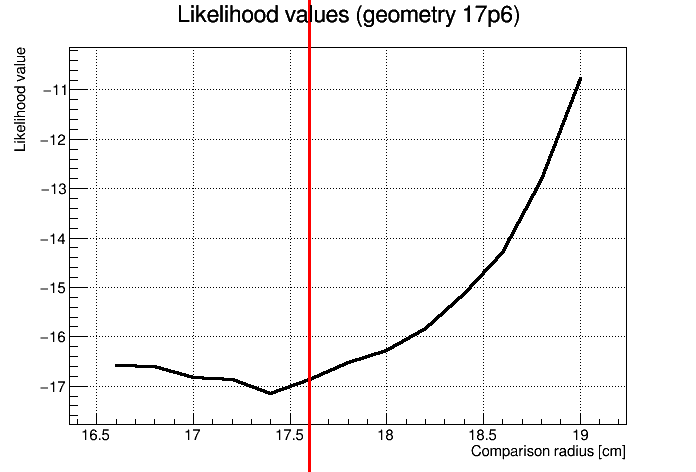 Likelihood values (geometry 17p6)
Likelihood value
−11
−12
−13
−14
−15
−16
−17
16.5 17 17.5 18 18.5 19
Comparison radius [cm]